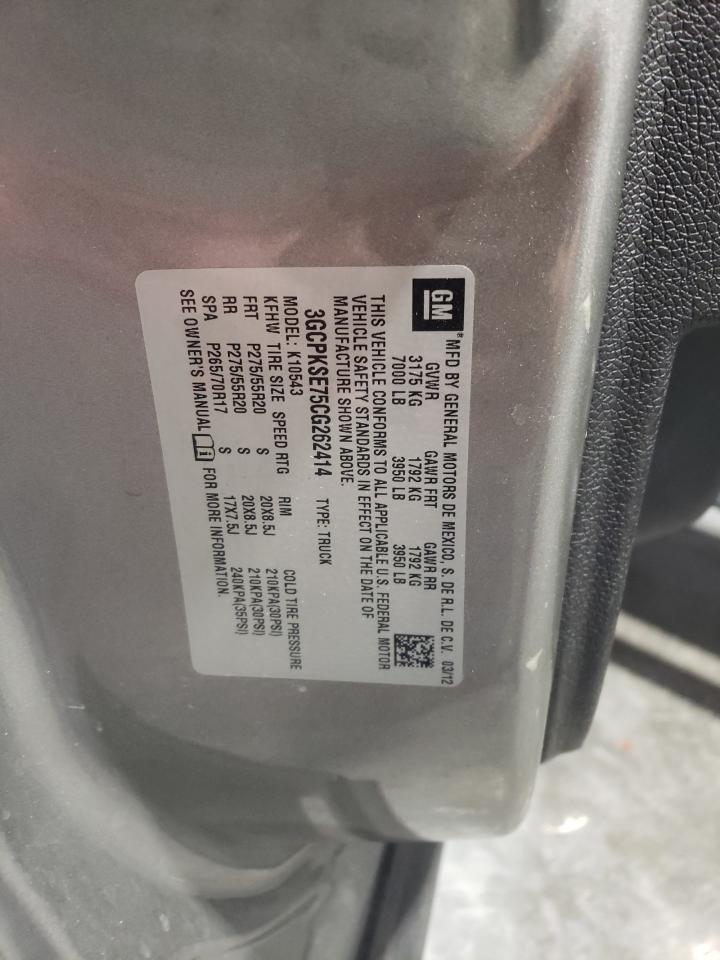 GM
® MFD BY GENERAL MOTORS DE MEXICO, S. DE R.L. DE C.V. 03/12
GVWR GAWR FRT GAWR RR
3175 KG 1792 KG 1792 KG
7000 LB 3950 LB 3950 LB
THIS VEHICLE CONFORMS TO ALL APPLICABLE U.S. FEDERAL MOTOR
VEHICLE SAFETY STANDARDS IN EFFECT ON THE DATE OF
MANUFACTURE SHOWN ABOVE.
3GCPKSE75CG262414 TYPE: TRUCK
MODEL: K10543
KFHW TIRE SIZE SPEED RTG RIM COLD TIRE PRESSURE
FRT P275/55R20 S 20X8.5J 210KPA(30PSI)
RR P275/55R20 S 20X8.5J 210KPA(30PSI)
SPA P265/70R17 S 17X7.5J 240KPA(35PSI)
SEE OWNER'S MANUAL i FOR MORE INFORMATION.